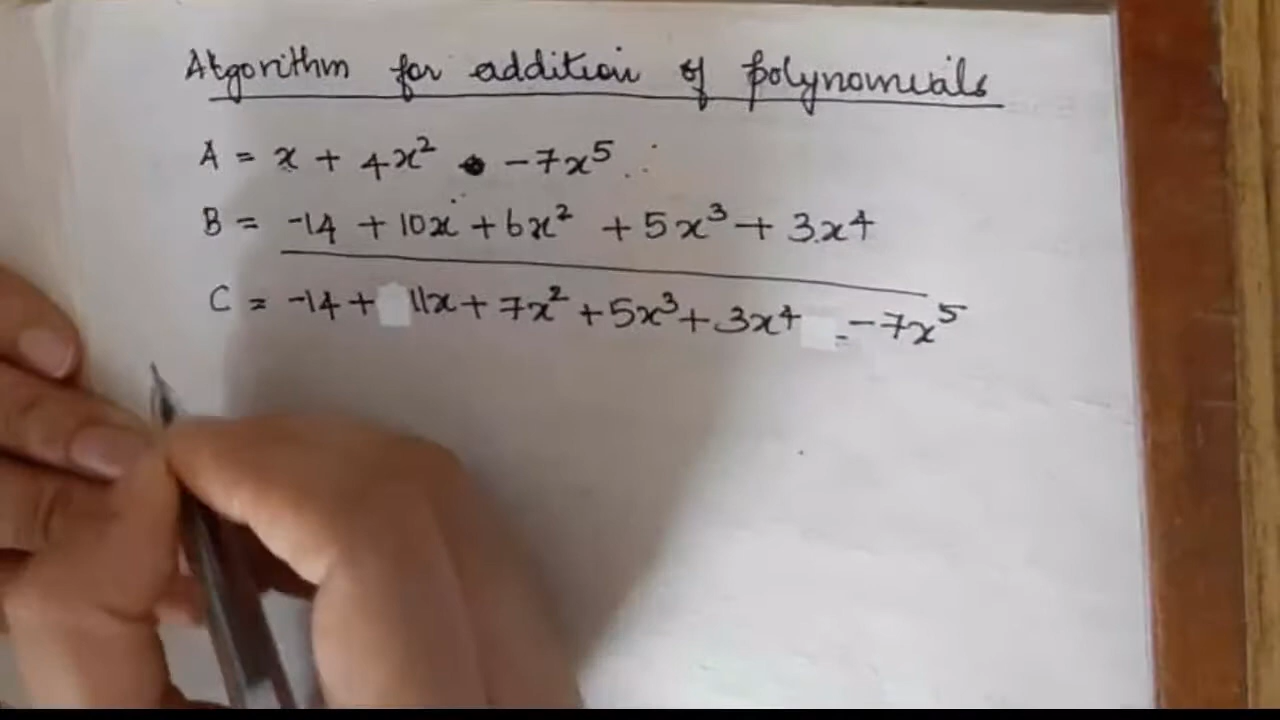 Algorithm for addition of polynomials
A = x + 4x² - 7x⁵
B = -14 + 10x + 6x² + 5x³ + 3x⁴
C = -14 + 11x + 7x² + 5x³ + 3x⁴ - 7x⁵